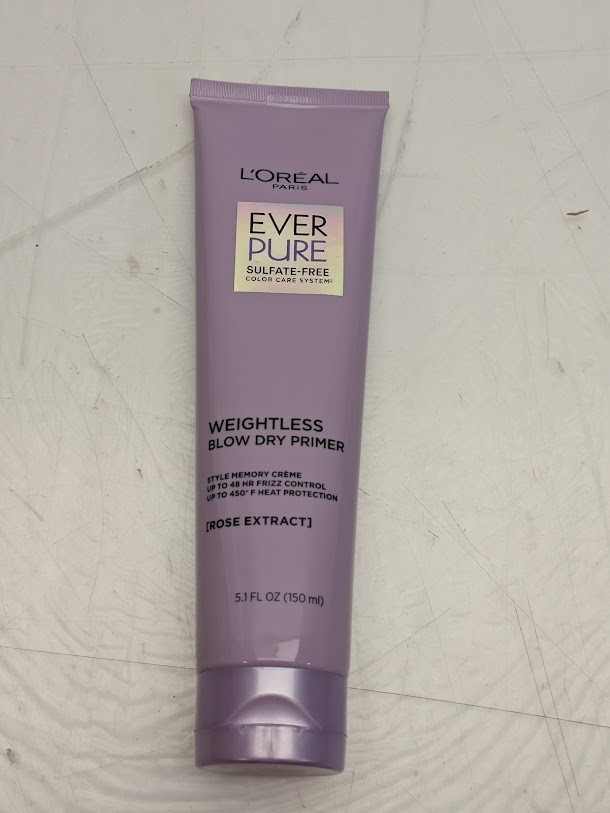 L'ORÉAL
PARIS
EVER
PURE
SULFATE-FREE
COLOR CARE SYSTEM
WEIGHTLESS
BLOW DRY PRIMER
STYLE MEMORY CRÈME
UP TO 48 HR FRIZZ CONTROL
UP TO 450° F HEAT PROTECTION
[ROSE EXTRACT]
5.1 FL OZ (150 ml)